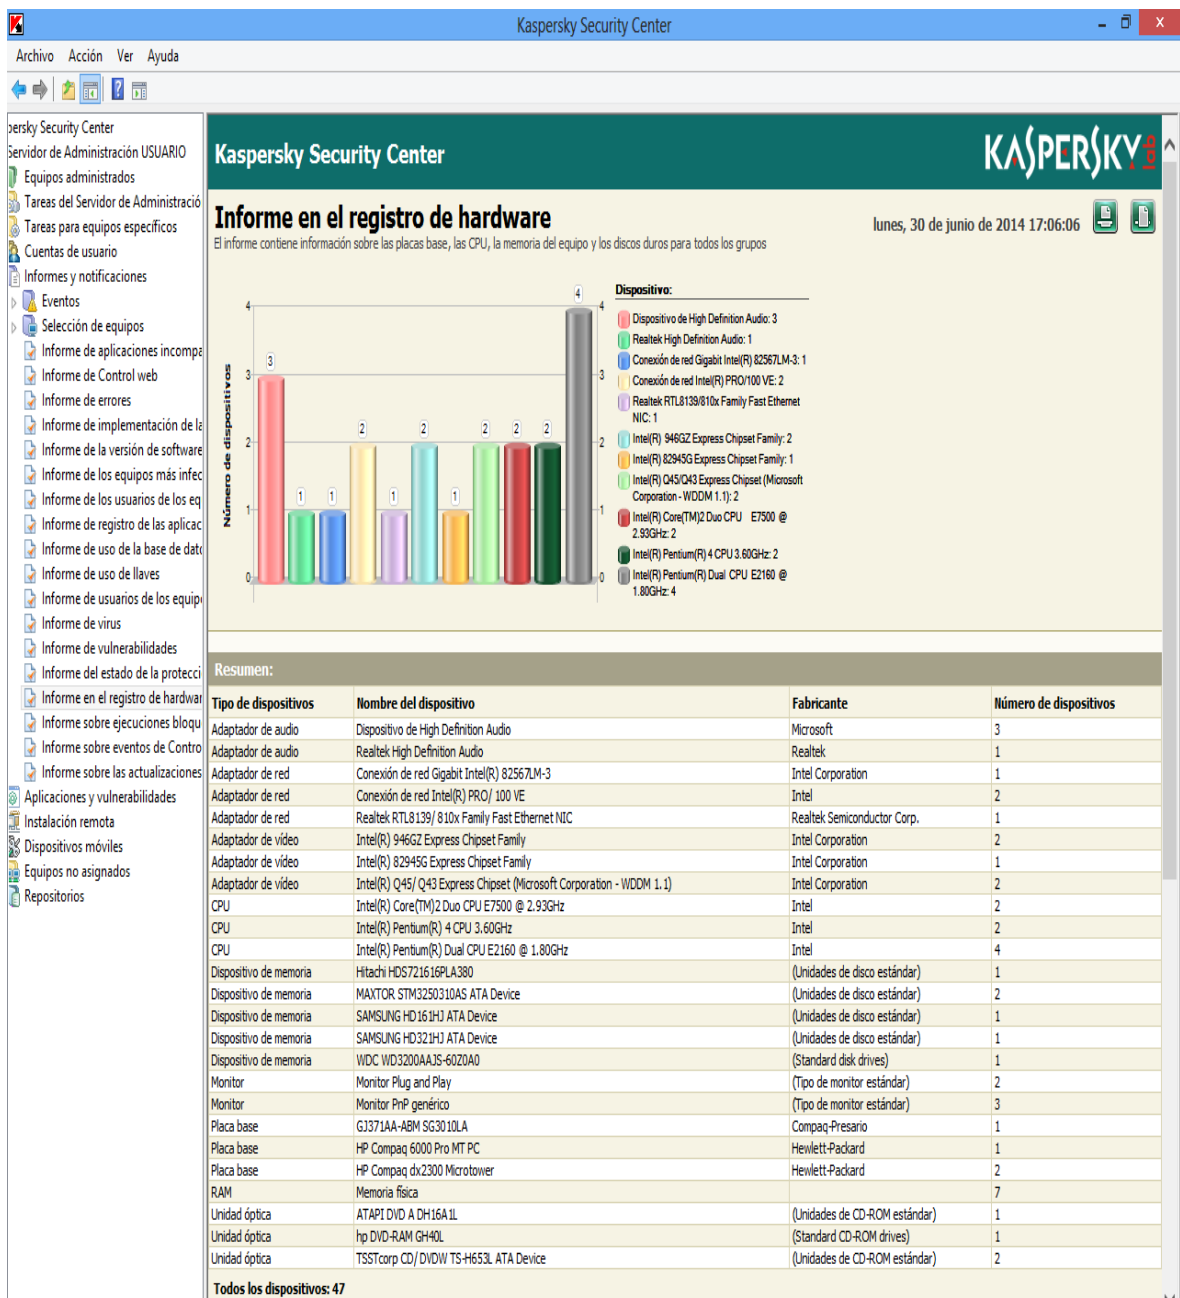 Kaspersky Security Center
Archivo Acción Ver Ayuda
persky Security Center
Servidor de Administración USUARIO
Equipos administrados
Tareas del Servidor de Administració
Tareas para equipos específicos
Cuentas de usuario
Informes y notificaciones
Eventos
Selección de equipos
Informe de aplicaciones incompa
Informe de Control web
Informe de errores
Informe de implementación de la
Informe de la versión de software
Informe de los equipos más infec
Informe de los usuarios de los eq
Informe de registro de las aplicac
Informe de uso de la base de dato
Informe de uso de llaves
Informe de usuarios de los equipo
Informe de virus
Informe de vulnerabilidades
Informe del estado de la protecci
Informe en el registro de hardwar
Informe sobre ejecuciones bloqu
Informe sobre eventos de Contro
Informe sobre las actualizaciones
Aplicaciones y vulnerabilidades
Instalación remota
Dispositivos móviles
Equipos no asignados
Repositorios
Kaspersky Security Center
KASPERSKY lab
Informe en el registro de hardware
lunes, 30 de junio de 2014 17:06:06
El informe contiene información sobre las placas base, las CPU, la memoria del equipo y los discos duros para todos los grupos
Número de dispositivos
4
3
2
1
0
3
1
1
2
1
2
1
2
2
2
4
4
3
2
1
0
Dispositivo:
Dispositivo de High Definition Audio: 3
Realtek High Definition Audio: 1
Conexión de red Gigabit Intel(R) 82567LM-3: 1
Conexión de red Intel(R) PRO/100 VE: 2
Realtek RTL8139/810x Family Fast Ethernet
NIC: 1
Intel(R) 946GZ Express Chipset Family: 2
Intel(R) 82945G Express Chipset Family: 1
Intel(R) Q45/Q43 Express Chipset (Microsoft
Corporation - WDDM 1.1): 2
Intel(R) Core(TM)2 Duo CPU E7500 @
2.93GHz: 2
Intel(R) Pentium(R) 4 CPU 3.60GHz: 2
Intel(R) Pentium(R) Dual CPU E2160 @
1.80GHz: 4
Resumen:
Tipo de dispositivos Nombre del dispositivo Fabricante Número de dispositivos
Adaptador de audio Dispositivo de High Definition Audio Microsoft 3
Adaptador de audio Realtek High Definition Audio Realtek 1
Adaptador de red Conexión de red Gigabit Intel(R) 82567LM-3 Intel Corporation 1
Adaptador de red Conexión de red Intel(R) PRO/ 100 VE Intel 2
Adaptador de red Realtek RTL8139/ 810x Family Fast Ethernet NIC Realtek Semiconductor Corp. 1
Adaptador de vídeo Intel(R) 946GZ Express Chipset Family Intel Corporation 2
Adaptador de vídeo Intel(R) 82945G Express Chipset Family Intel Corporation 1
Adaptador de vídeo Intel(R) Q45/ Q43 Express Chipset (Microsoft Corporation - WDDM 1.1) Intel Corporation 2
CPU Intel(R) Core(TM)2 Duo CPU E7500 @ 2.93GHz Intel 2
CPU Intel(R) Pentium(R) 4 CPU 3.60GHz Intel 2
CPU Intel(R) Pentium(R) Dual CPU E2160 @ 1.80GHz Intel 4
Dispositivo de memoria Hitachi HDS721616PLA380 (Unidades de disco estándar) 1
Dispositivo de memoria MAXTOR STM3250310AS ATA Device (Unidades de disco estándar) 2
Dispositivo de memoria SAMSUNG HD161HJ ATA Device (Unidades de disco estándar) 1
Dispositivo de memoria SAMSUNG HD321HJ ATA Device (Unidades de disco estándar) 1
Dispositivo de memoria WDC WD3200AAJS-60Z0A0 (Standard disk drives) 1
Monitor Monitor Plug and Play (Tipo de monitor estándar) 2
Monitor Monitor PnP genérico (Tipo de monitor estándar) 3
Placa base GJ371AA-ABM SG3010LA Compaq-Presario 1
Placa base HP Compaq 6000 Pro MT PC Hewlett-Packard 1
Placa base HP Compaq dx2300 Microtower Hewlett-Packard 2
RAM Memoria física 7
Unidad óptica ATAPI DVD A DH16A1L (Unidades de CD-ROM estándar) 1
Unidad óptica hp DVD-RAM GH40L (Standard CD-ROM drives) 1
Unidad óptica TSSTcorp CD/ DVDW TS-H653L ATA Device (Unidades de CD-ROM estándar) 2
Todos los dispositivos: 47